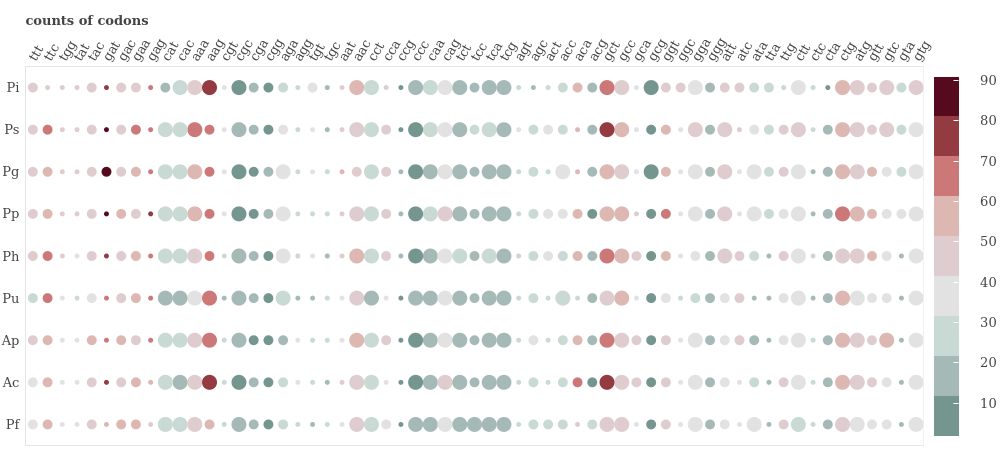 counts of codons
ttt ttc tgg tat tac gat gac gaa gag cat cac aaa aag cgt cgc cga cgg aga agg tgt tgc aat aac cct cca ccg ccc caa cag tct tcc tca tcg agt agc act acc aca acg gct gcc gca gcg ggt ggc gga ggg att atc ata tta ttg ctt ctc cta ctg atg gtt gtc gta gtg
Pi
Ps
Pg
Pp
Ph
Pu
Ap
Ac
Pf
90
80
70
60
50
40
30
20
10